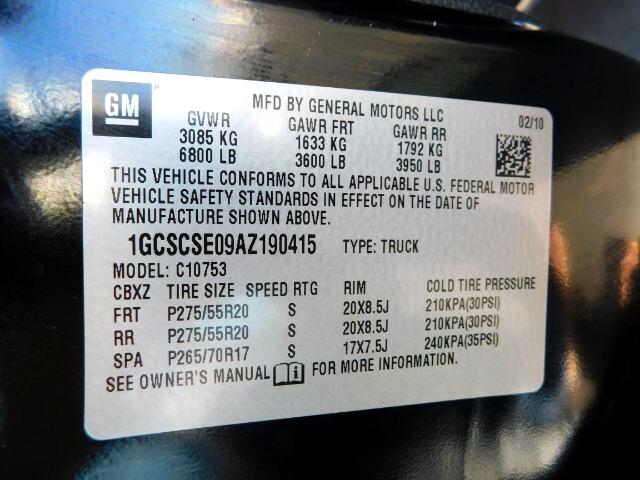 GM
MFD BY GENERAL MOTORS LLC
02/10
GVWR GAWR FRT GAWR RR
3085 KG 1633 KG 1792 KG
6800 LB 3600 LB 3950 LB
THIS VEHICLE CONFORMS TO ALL APPLICABLE U.S. FEDERAL MOTOR
VEHICLE SAFETY STANDARDS IN EFFECT ON THE DATE OF
MANUFACTURE SHOWN ABOVE.
1GCSCSE09AZ190415 TYPE: TRUCK
MODEL: C10753
CBXZ TIRE SIZE SPEED RTG RIM COLD TIRE PRESSURE
FRT P275/55R20 S 20X8.5J 210KPA(30PSI)
RR P275/55R20 S 20X8.5J 210KPA(30PSI)
SPA P265/70R17 S 17X7.5J 240KPA(35PSI)
SEE OWNER'S MANUAL i FOR MORE INFORMATION.